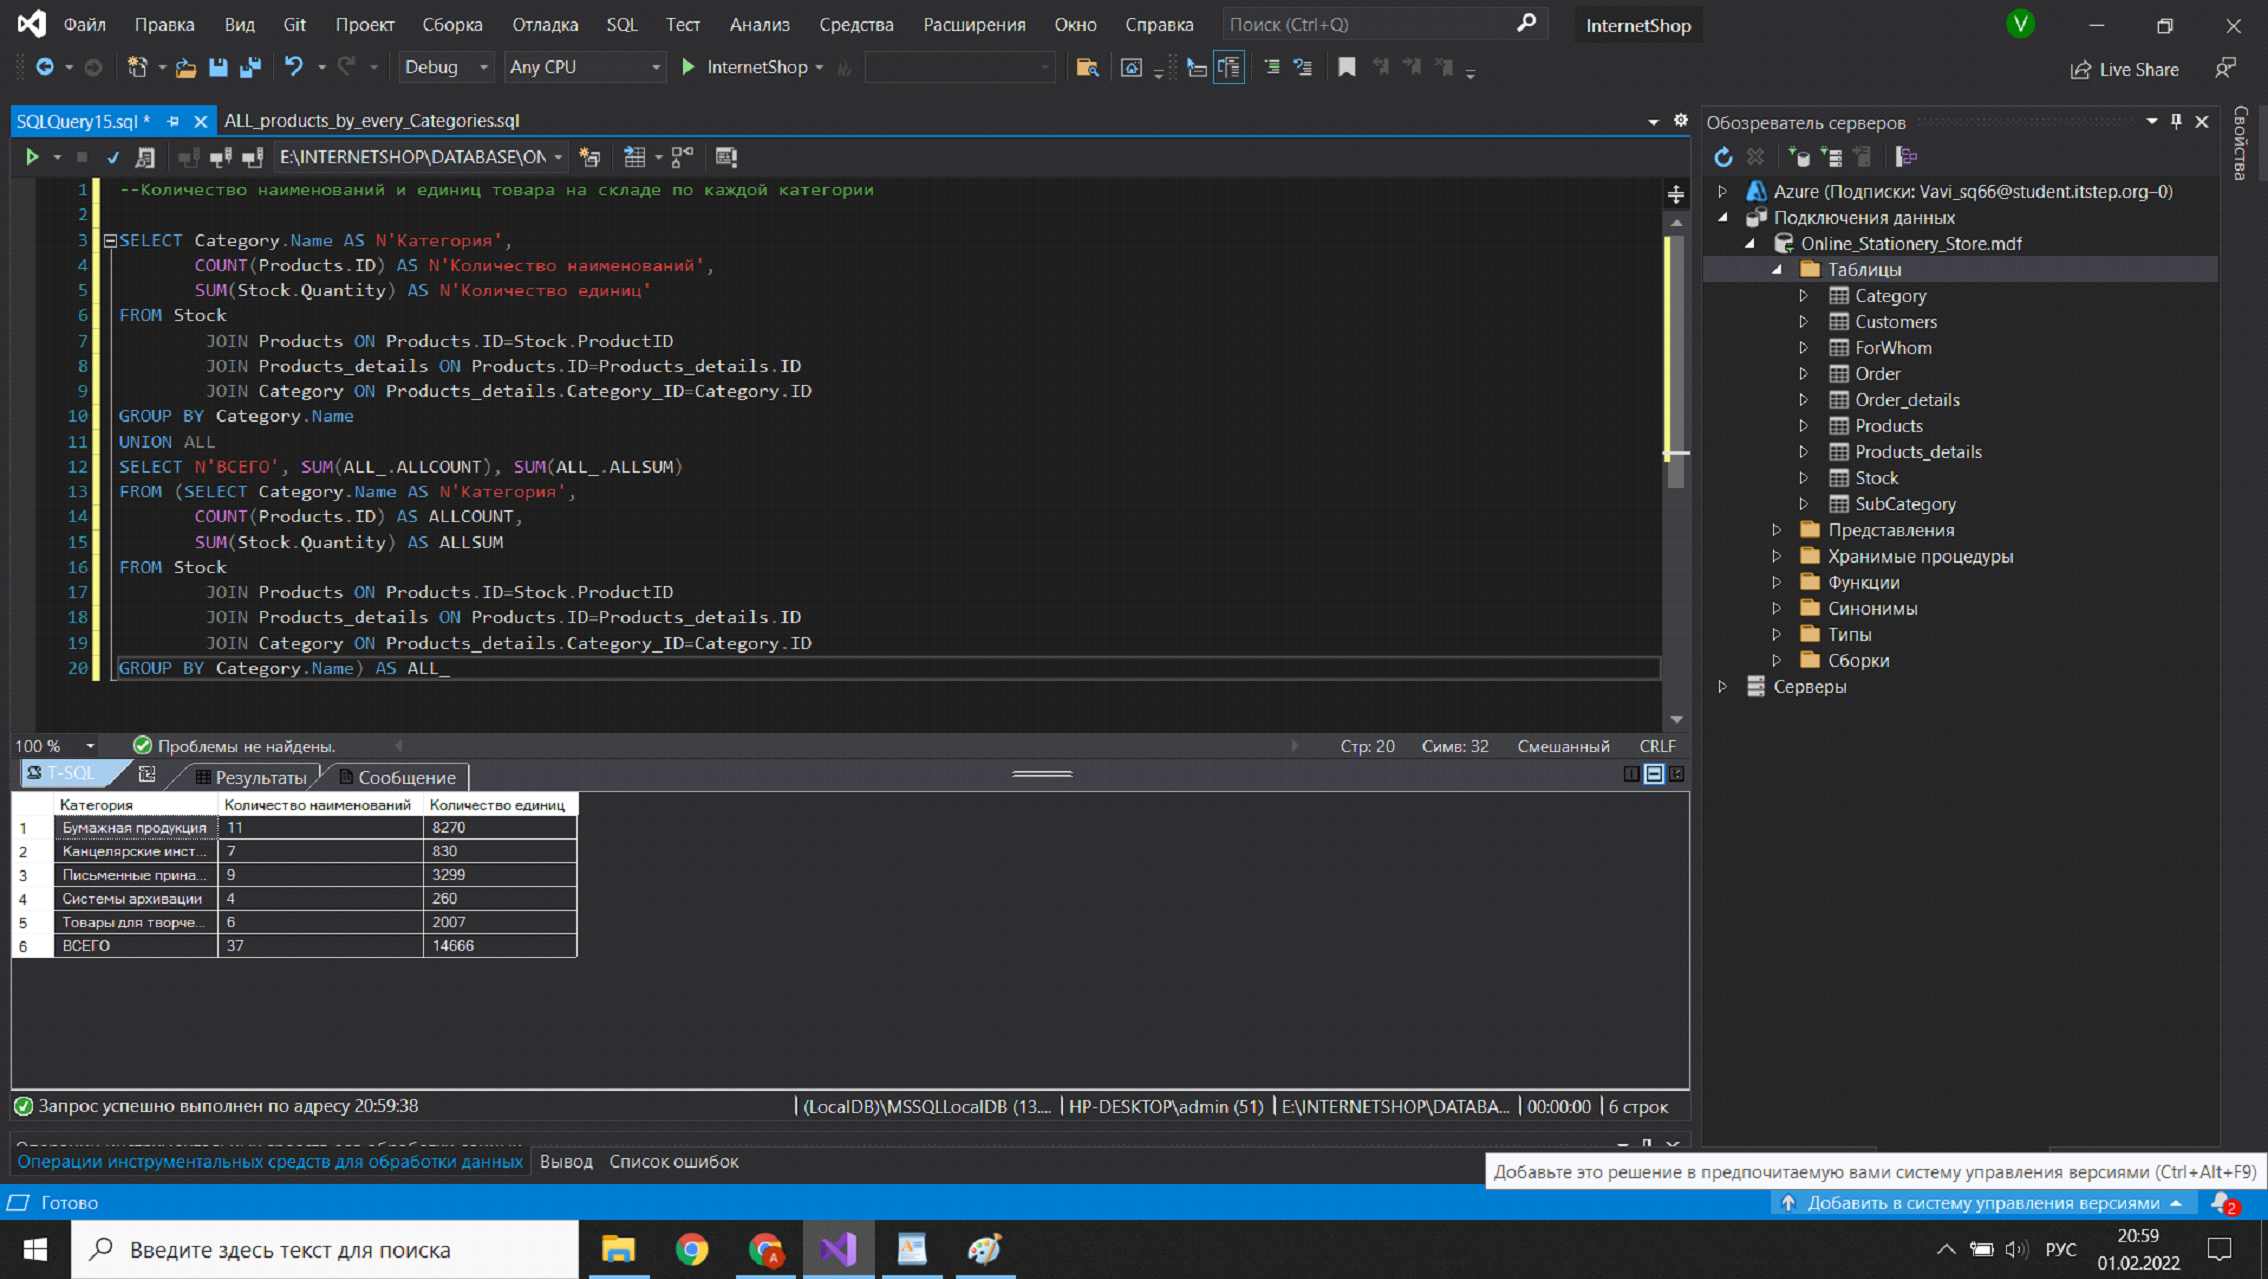 Файл Правка Вид Git Проект Сборка Отладка SQL Тест Анализ Средства Расширения Окно Справка Поиск (Ctrl+Q) InternetShop V
Debug Any CPU InternetShop Live Share
SQLQuery15.sql * ALL_products_by_every_Categories.sql
E:\INTERNETSHOP\DATABASE\ON
1 --Количество наименований и единиц товара на складе по каждой категории
2
3 SELECT Category.Name AS N'Категория',
4 COUNT(Products.ID) AS N'Количество наименований',
5 SUM(Stock.Quantity) AS N'Количество единиц'
6 FROM Stock
7 JOIN Products ON Products.ID=Stock.ProductID
8 JOIN Products_details ON Products.ID=Products_details.ID
9 JOIN Category ON Products_details.Category_ID=Category.ID
10 GROUP BY Category.Name
11 UNION ALL
12 SELECT N'ВСЕГО', SUM(ALL_.ALLCOUNT), SUM(ALL_.ALLSUM)
13 FROM (SELECT Category.Name AS N'Категория',
14 COUNT(Products.ID) AS ALLCOUNT,
15 SUM(Stock.Quantity) AS ALLSUM
16 FROM Stock
17 JOIN Products ON Products.ID=Stock.ProductID
18 JOIN Products_details ON Products.ID=Products_details.ID
19 JOIN Category ON Products_details.Category_ID=Category.ID
20 GROUP BY Category.Name) AS ALL_
100 % Проблемы не найдены. Стр: 20 Симв: 32 Смешанный CRLF
T-SQL Результаты Сообщение
Категория Количество наименований Количество единиц
1 Бумажная продукция 11 8270
2 Канцелярские инст... 7 830
3 Письменные прина... 9 3299
4 Системы архивации 4 260
5 Товары для творче... 6 2007
6 ВСЕГО 37 14666
Запрос успешно выполнен по адресу 20:59:38 (LocalDB)\MSSQLLocalDB (13.... HP-DESKTOP\admin (51) E:\INTERNETSHOP\DATABA... 00:00:00 6 строк
Операции инструментальных средств для обработки данных
Операции инструментальных средств для обработки данных Вывод Список ошибок
Обозреватель серверов
Azure (Подписки: Vavi_sq66@student.itstep.org–0)
Подключения данных
Online_Stationery_Store.mdf
Таблицы
Category
Customers
ForWhom
Order
Order_details
Products
Products_details
Stock
SubCategory
Представления
Хранимые процедуры
Функции
Синонимы
Типы
Сборки
Серверы
Свойства
Добавьте это решение в предпочитаемую вами систему управления версиями (Ctrl+Alt+F9)
Готово Добавить в систему управления версиями 2
Введите здесь текст для поиска A РУС 20:59
01.02.2022